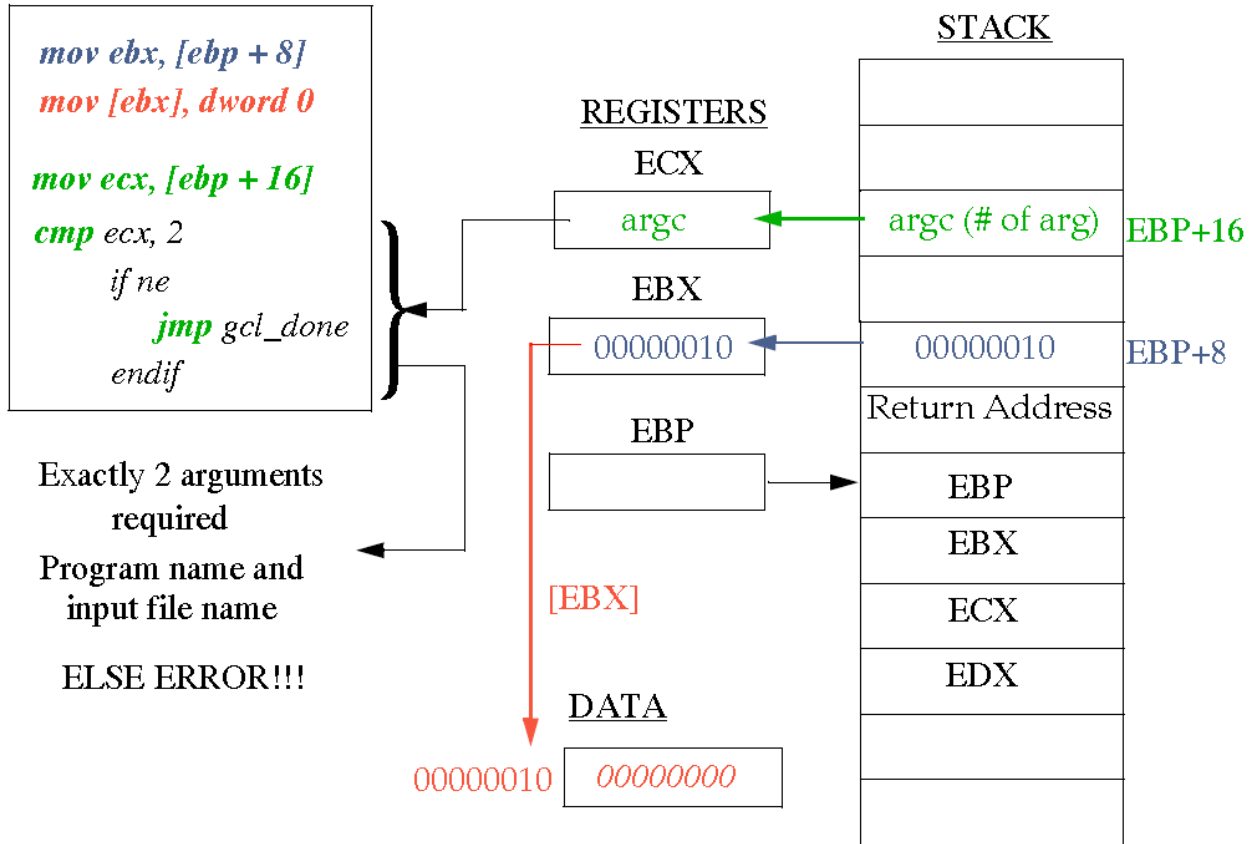 mov ebx, [ebp + 8]
mov [ebx], dword 0
mov ecx, [ebp + 16]
cmp ecx, 2
if ne
jmp gcl_done
endif
Exactly 2 arguments
required
Program name and
input file name
ELSE ERROR!!!
REGISTERS
ECX
argc
EBX
00000010
EBP
[EBX]
DATA
00000010
00000000
STACK
argc (# of arg)
EBP+16
00000010
EBP+8
Return Address
EBP
EBX
ECX
EDX